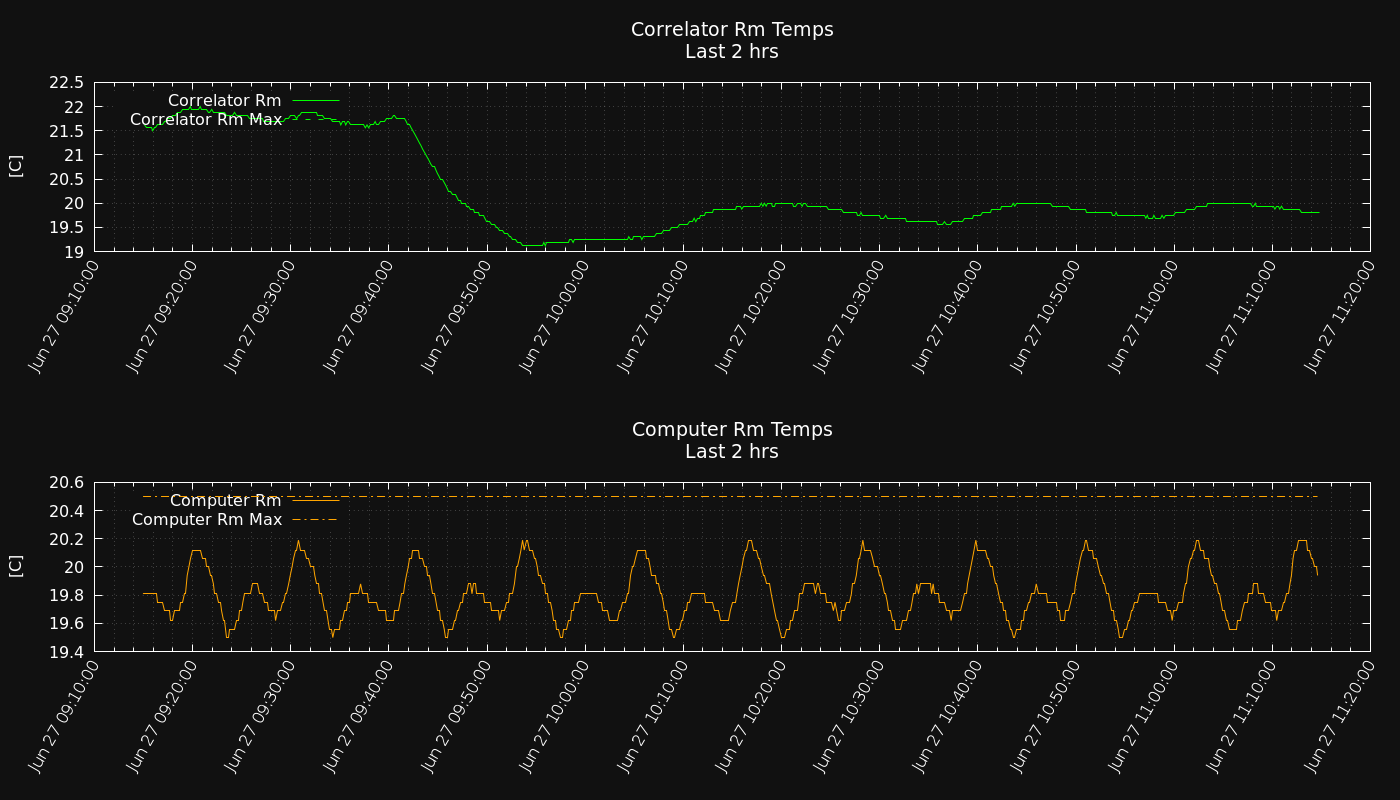 Correlator Rm Temps
Last 2 hrs
22.5
22
21.5
21
20.5
20
19.5
19
[C]
Correlator Rm
Correlator Rm Max
Jun 27 09:10:00
Jun 27 09:20:00
Jun 27 09:30:00
Jun 27 09:40:00
Jun 27 09:50:00
Jun 27 10:00:00
Jun 27 10:10:00
Jun 27 10:20:00
Jun 27 10:30:00
Jun 27 10:40:00
Jun 27 10:50:00
Jun 27 11:00:00
Jun 27 11:10:00
Jun 27 11:20:00
Computer Rm Temps
Last 2 hrs
20.6
20.4
20.2
20
19.8
19.6
19.4
[C]
Computer Rm
Computer Rm Max
Jun 27 09:10:00
Jun 27 09:20:00
Jun 27 09:30:00
Jun 27 09:40:00
Jun 27 09:50:00
Jun 27 10:00:00
Jun 27 10:10:00
Jun 27 10:20:00
Jun 27 10:30:00
Jun 27 10:40:00
Jun 27 10:50:00
Jun 27 11:00:00
Jun 27 11:10:00
Jun 27 11:20:00